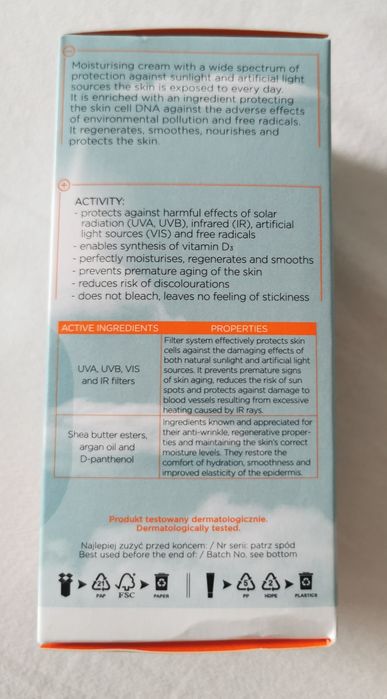 Moisturising cream with a wide spectrum of
protection against sunlight and artificial light
sources the skin is exposed to every day.
It is enriched with an ingredient protecting
the skin cell DNA against the adverse effects
of environmental pollution and free radicals.
It regenerates, smoothes, nourishes and
protects the skin.
ACTIVITY:
- protects against harmful effects of solar
radiation (UVA, UVB), infrared (IR), artificial
light sources (VIS) and free radicals
- enables synthesis of vitamin D₃
- perfectly moisturises, regenerates and smooths
- prevents premature aging of the skin
- reduces risk of discolourations
- does not bleach, leaves no feeling of stickiness
ACTIVE INGREDIENTS PROPERTIES
UVA, UVB, VIS
and IR filters
Filter system effectively protects skin
cells against the damaging effects of
both natural sunlight and artificial light
sources. It prevents premature signs
of skin aging, reduces the risk of sun
spots and protects against damage to
blood vessels resulting from excessive
heating caused by IR rays.
Shea butter esters,
argan oil and
D-panthenol
Ingredients known and appreciated for
their anti-wrinkle, regenerative proper-
ties and maintaining the skin's correct
moisture levels. They restore the
comfort of hydration, smoothness and
improved elasticity of the epidermis.
Produkt testowany dermatologicznie.
Dermatologically tested.
Najlepiej zużyć przed końcem: / Nr serii: patrz spód
Best used before the end of: / Batch No. see bottom
21 PAP FSC PAPER ! 5 PP 2 HDPE PLASTICS